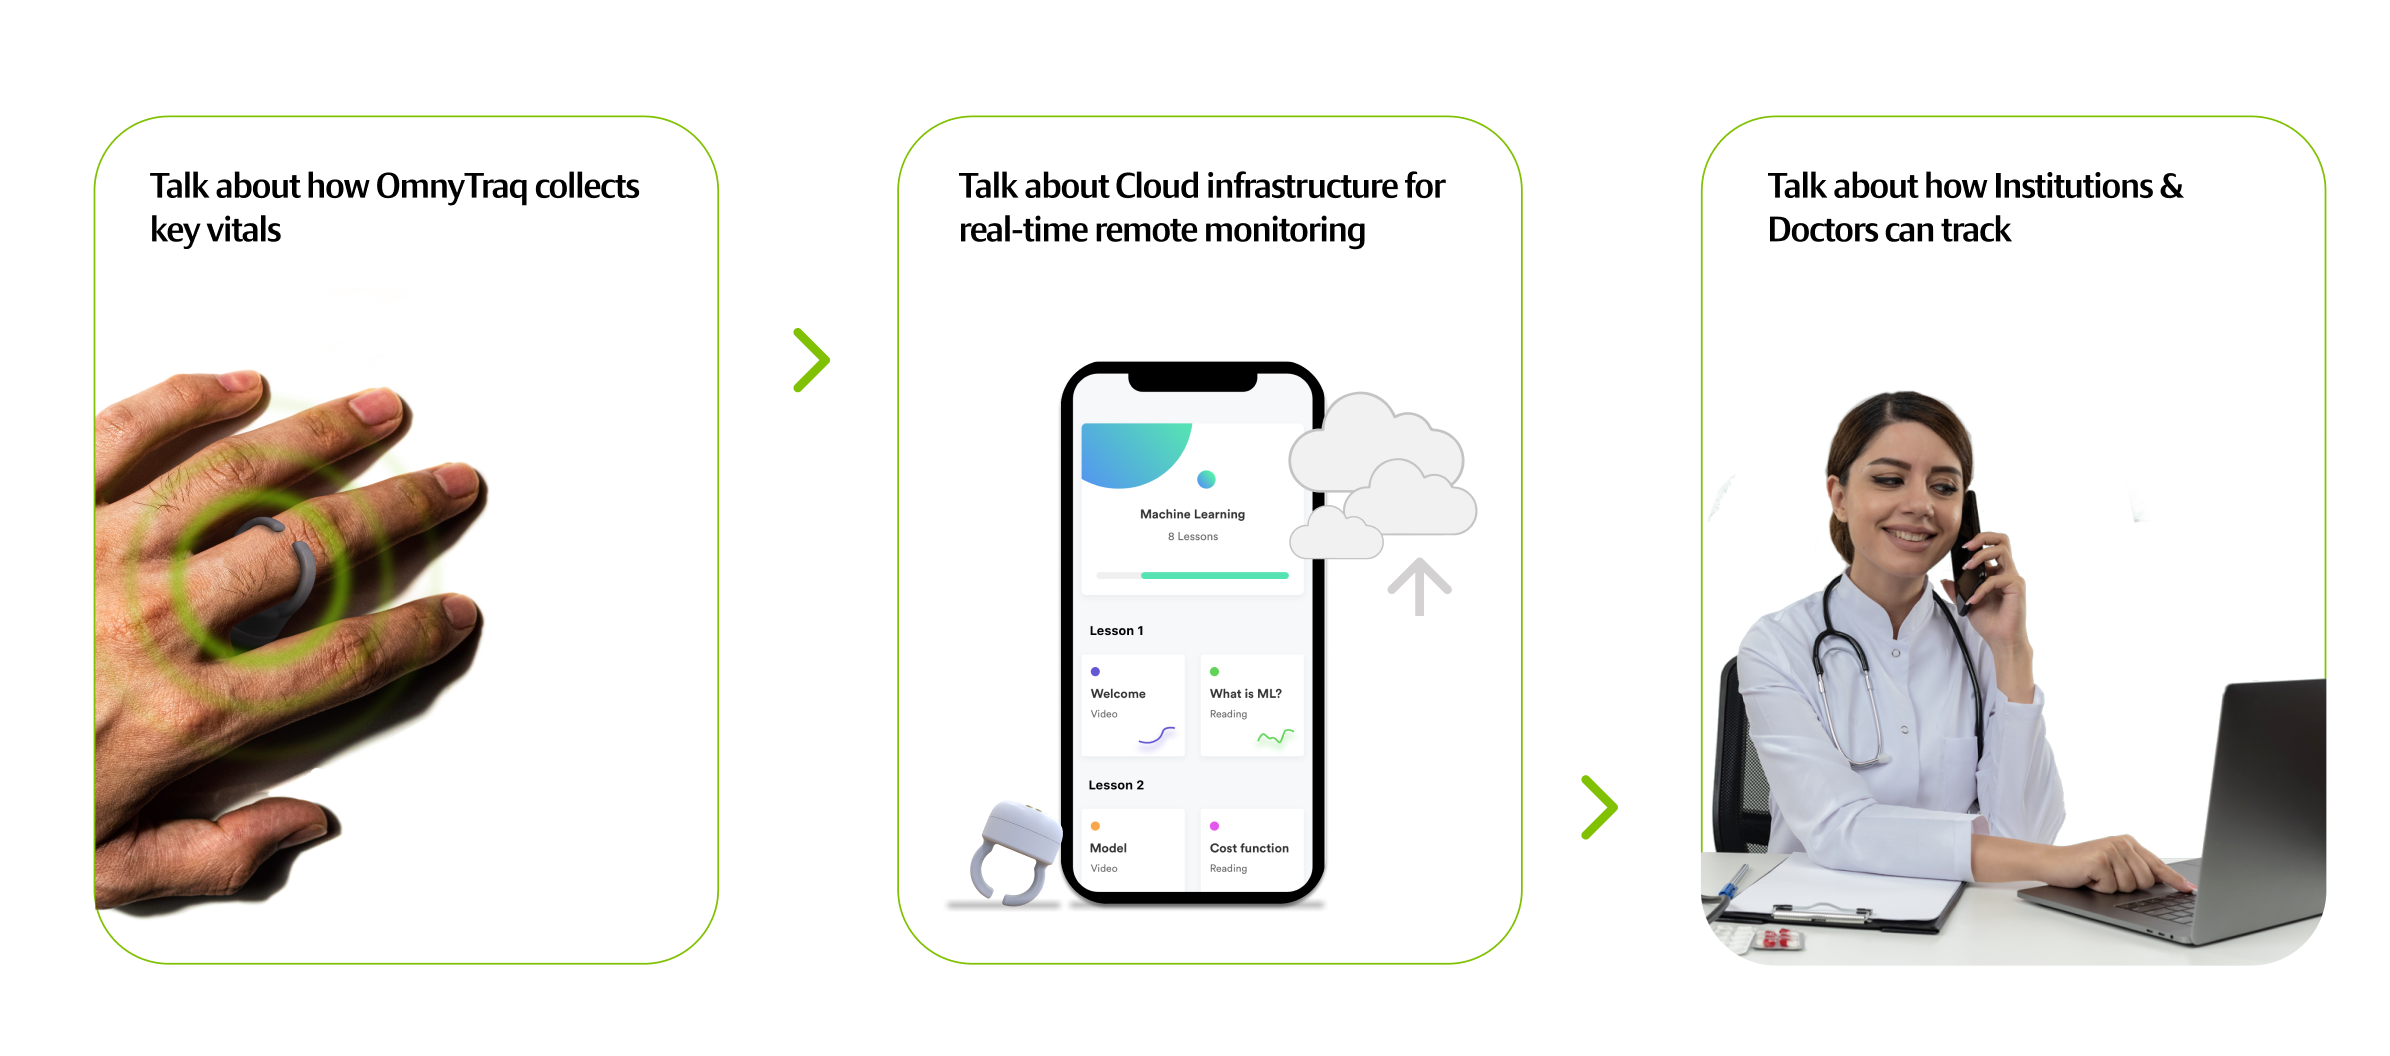 Talk about how OmnyTraq collects
key vitals
Talk about Cloud infrastructure for
real-time remote monitoring
Machine Learning
8 Lessons
Lesson 1
Welcome
Video
What is ML?
Reading
Lesson 2
Model
Video
Cost function
Reading
Talk about how Institutions &
Doctors can track